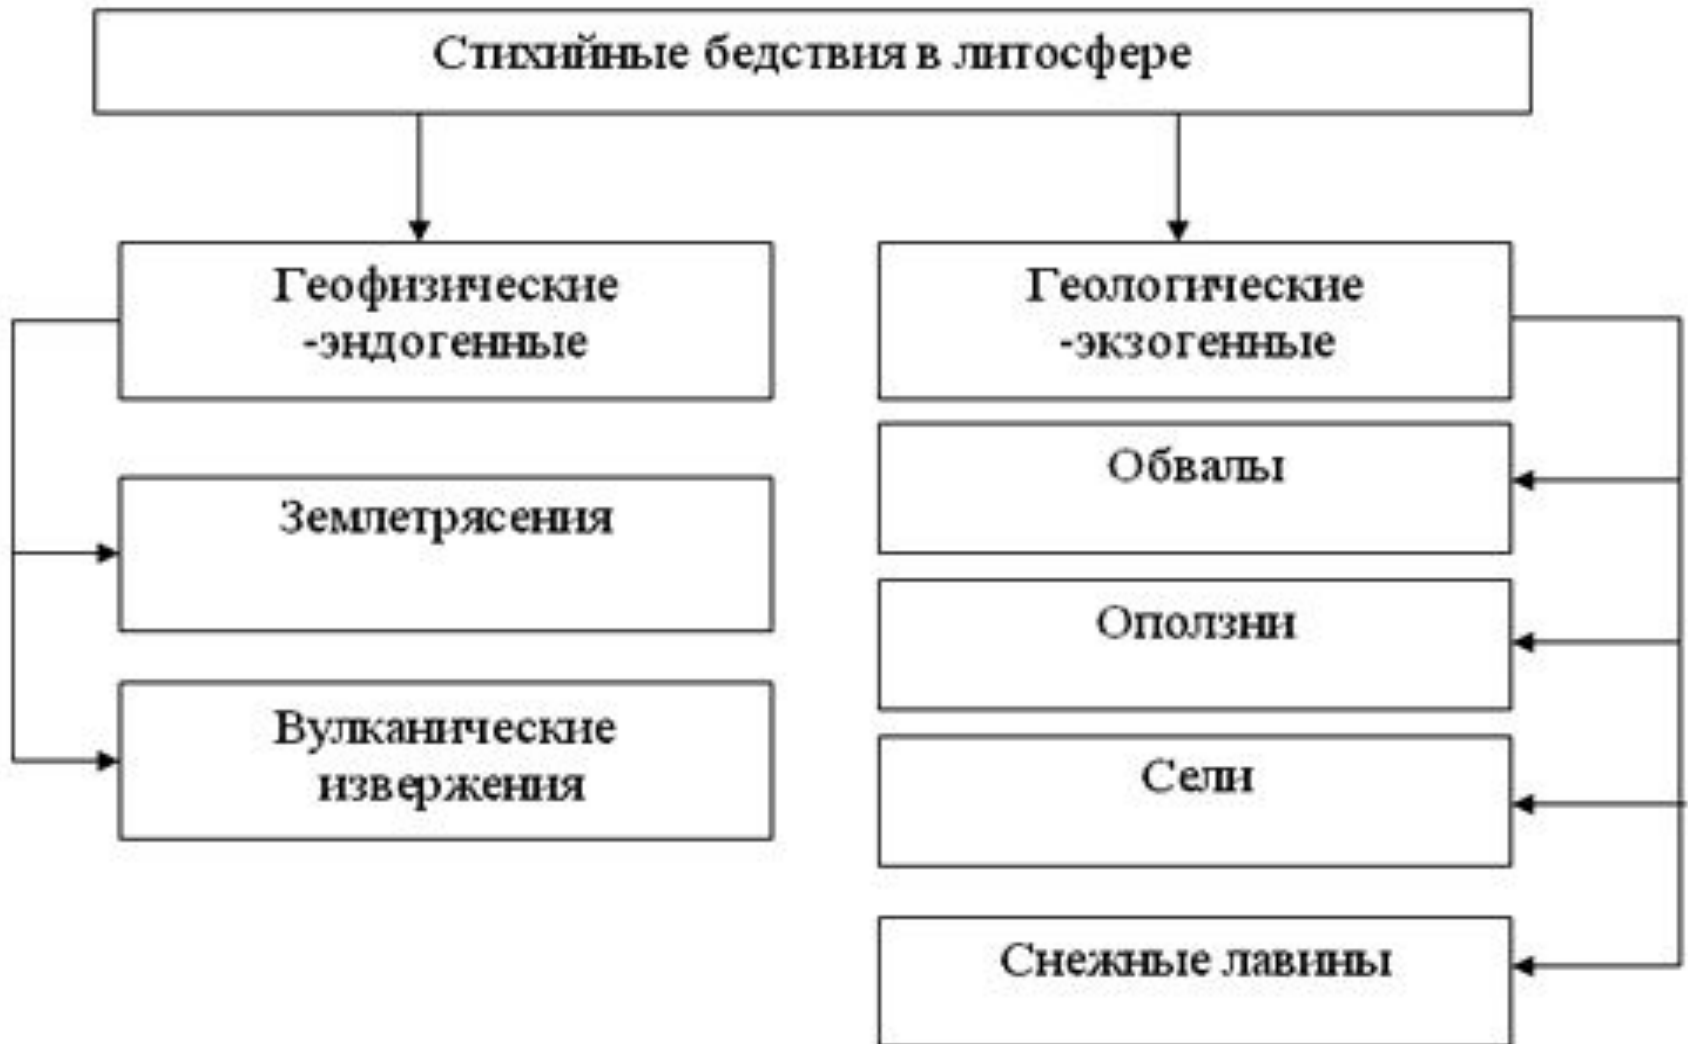 Стихийные бедствия в литосфере
Геофизические
-эндогенные
Землетрясения
Вулканические
извержения
Геологические
-экзогенные
Обвалы
Оползни
Сели
Снежные лавины